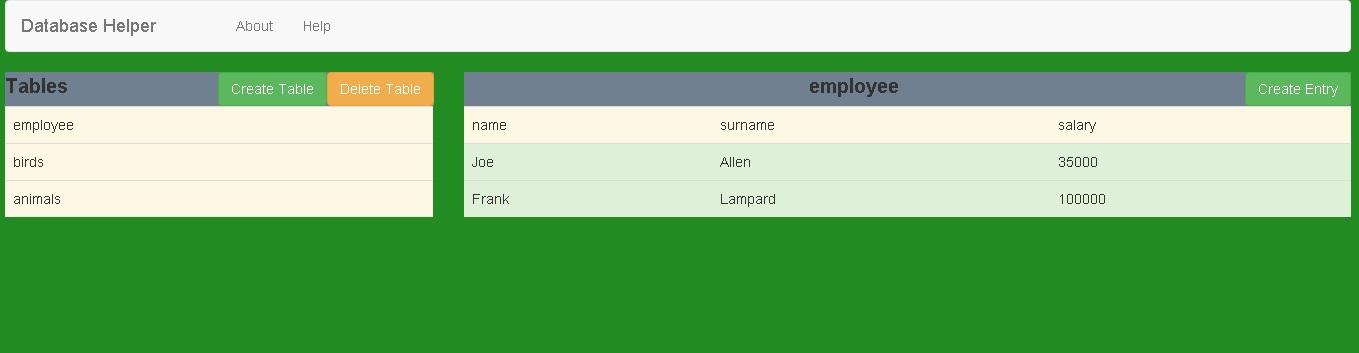 Database Helper About Help
Tables Create Table Delete Table
employee
birds
animals
employee Create Entry
name surname salary
Joe Allen 35000
Frank Lampard 100000